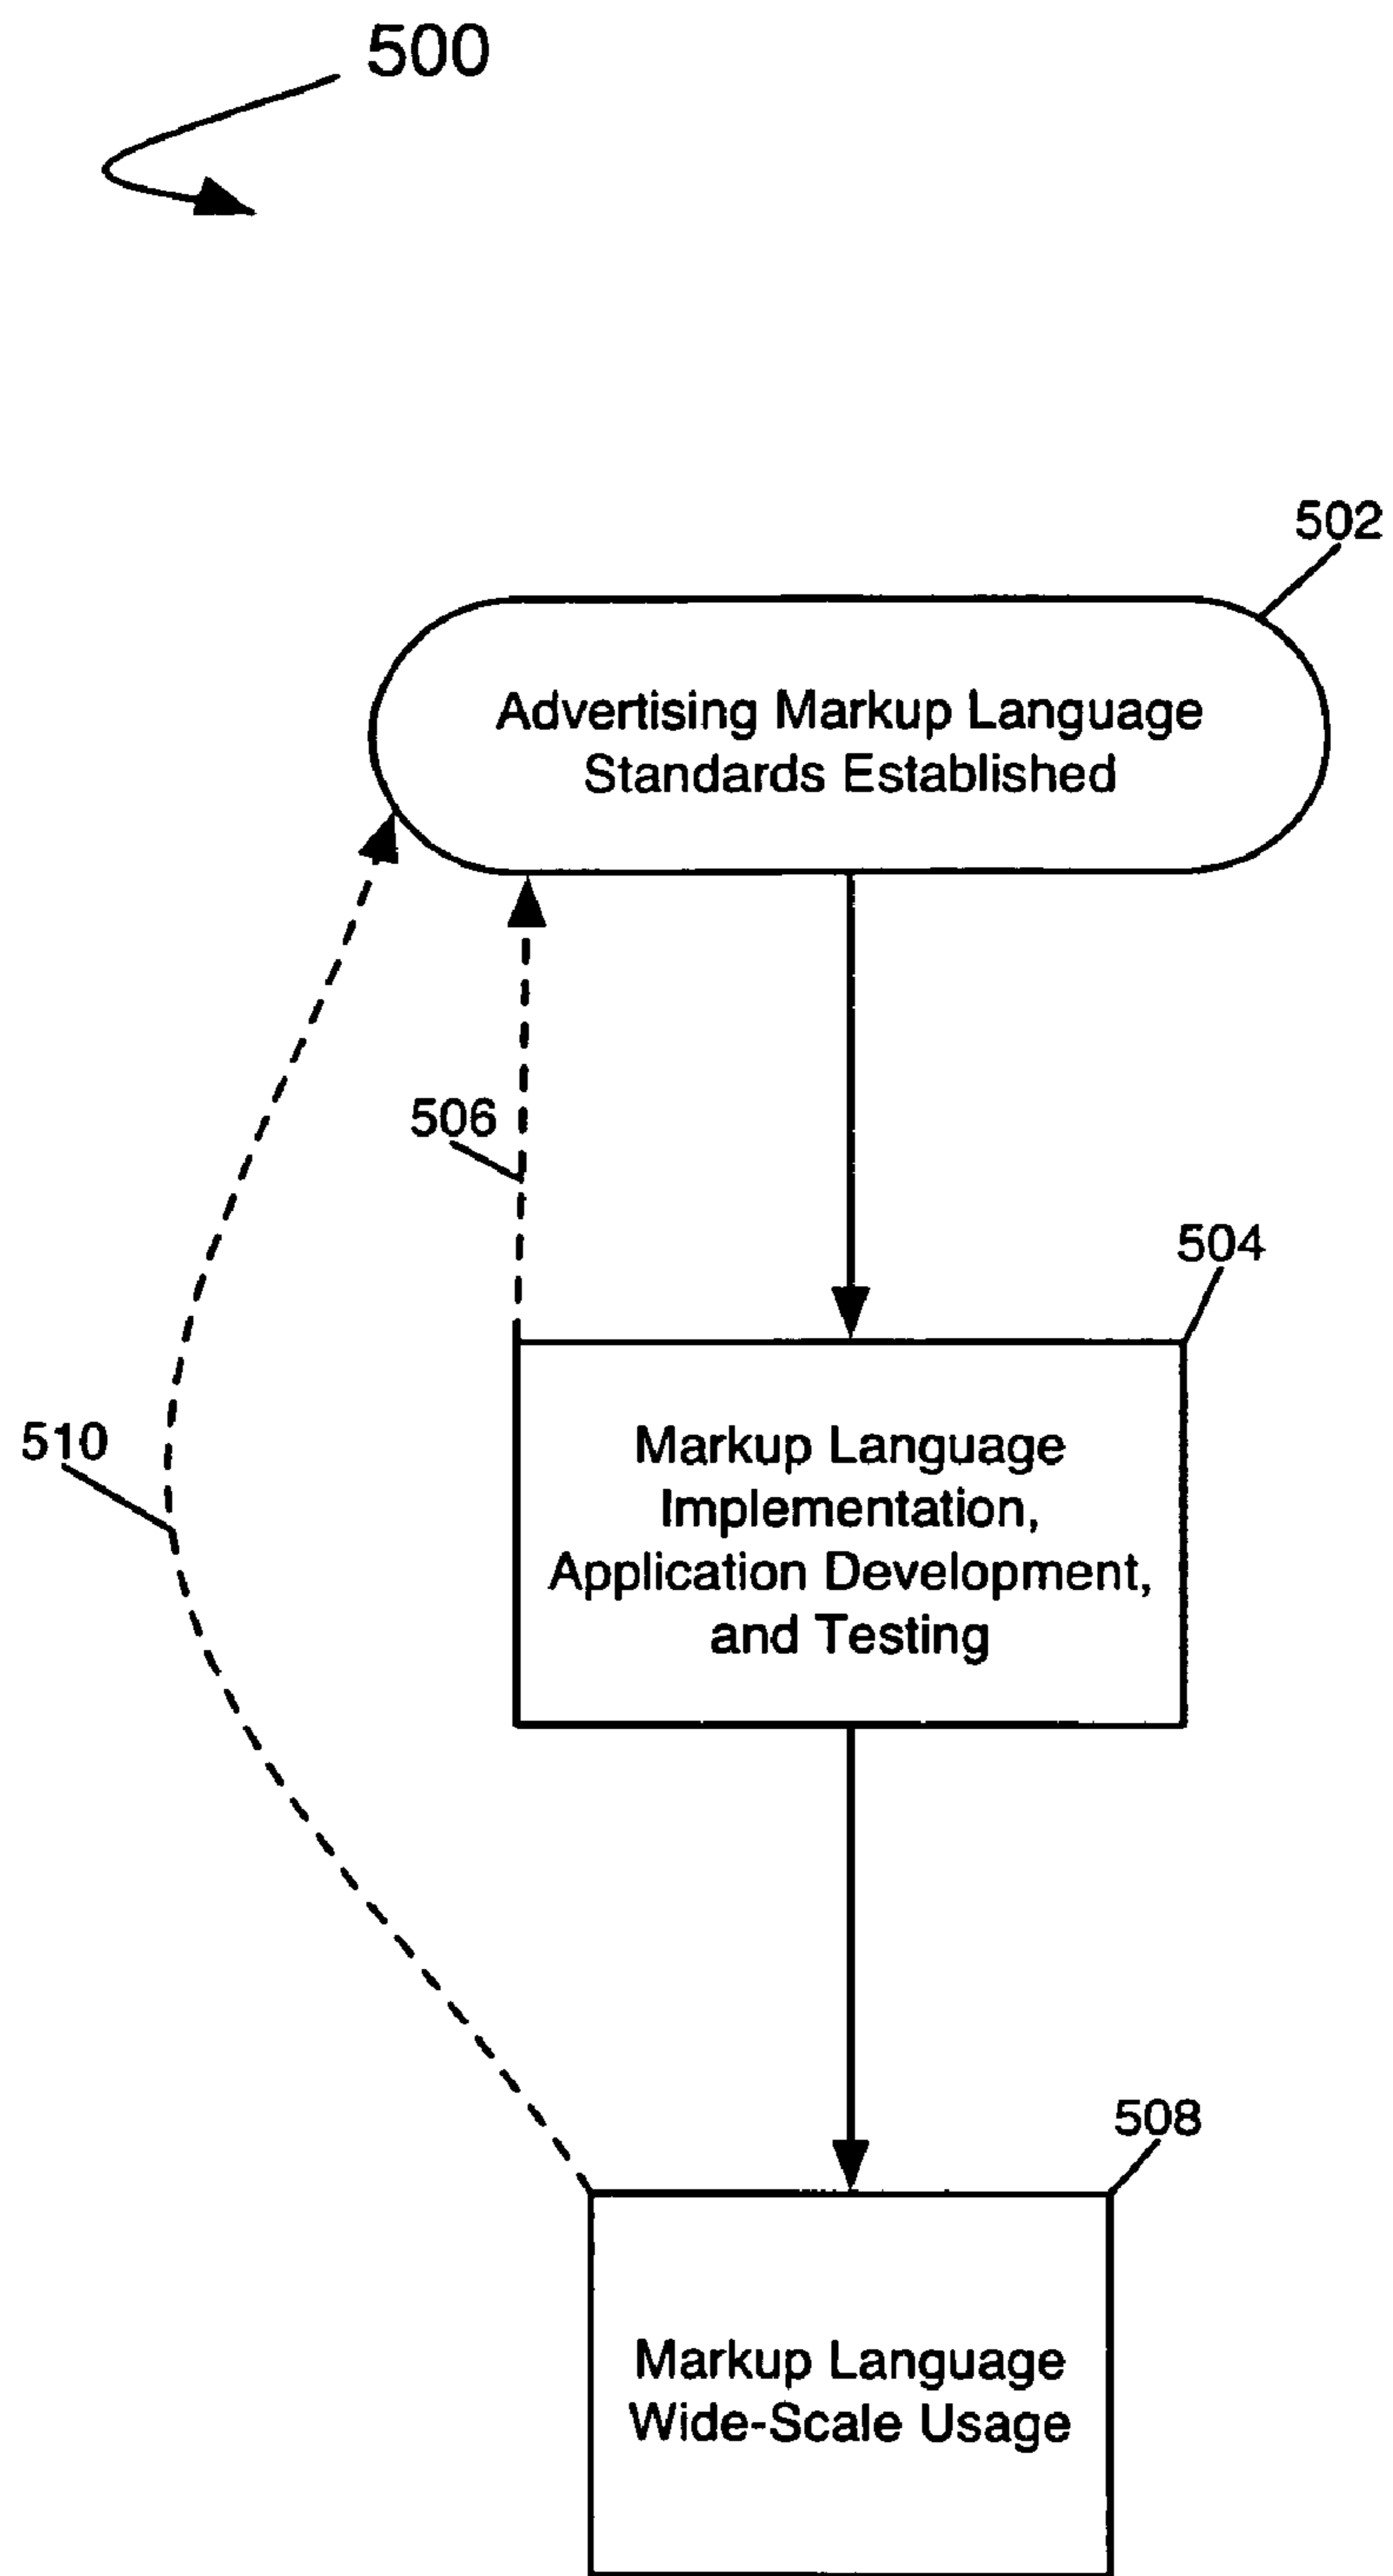 500
502
Advertising Markup Language
Standards Established
506
504
510
Markup Language
Implementation,
Application Development,
and Testing
508
Markup Language
Wide-Scale Usage